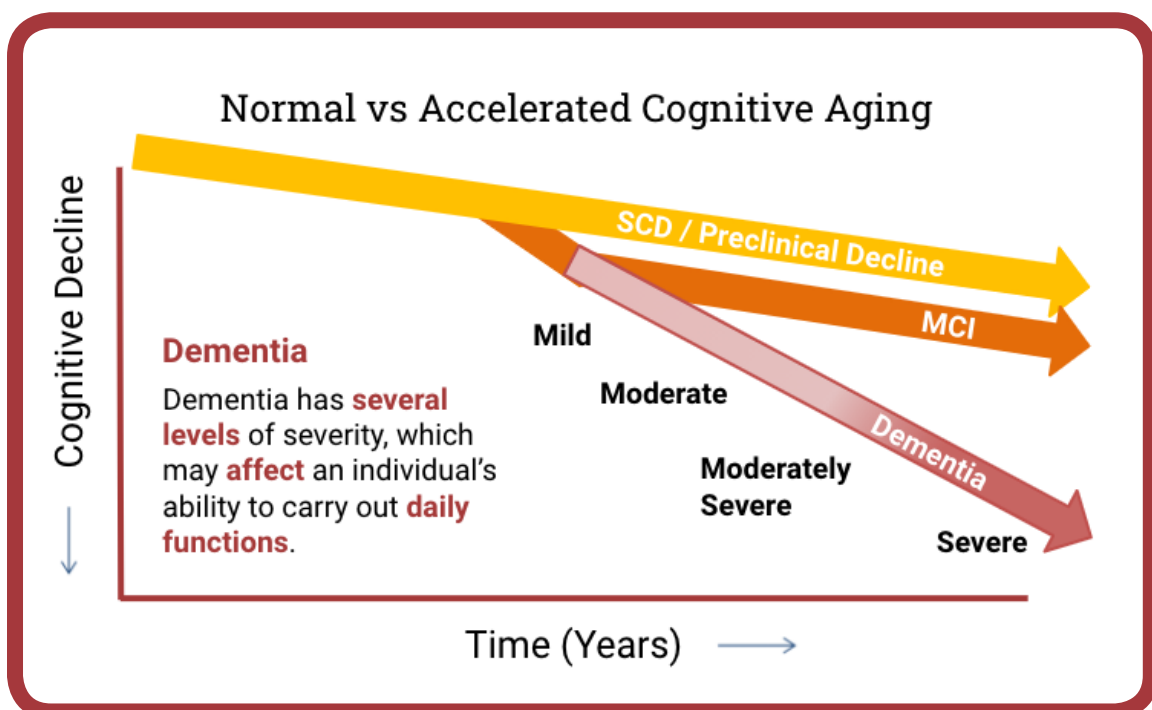 Normal vs Accelerated Cognitive Aging
Cognitive Decline
SCD / Preclinical Decline
MCI
Dementia
Mild
Moderate
Moderately
Severe
Severe
Dementia
Dementia has several
levels of severity, which
may affect an individual’s
ability to carry out daily
functions.
Time (Years)